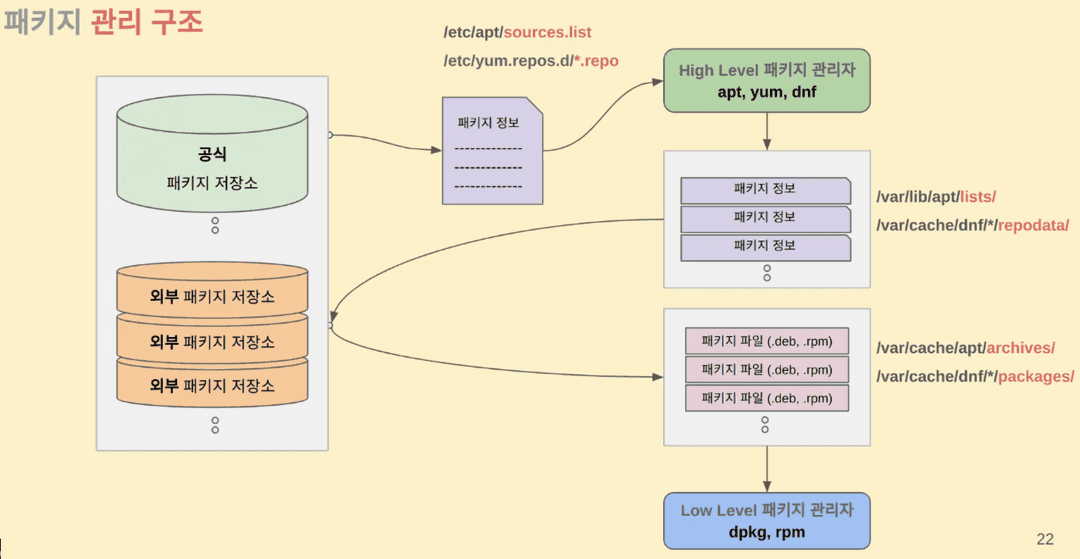 패키지 관리 구조
/etc/apt/sources.list
/etc/yum.repos.d/*.repo
공식
패키지 저장소
외부 패키지 저장소
외부 패키지 저장소
외부 패키지 저장소
패키지 정보
-------------
-------------
-------------
High Level 패키지 관리자
apt, yum, dnf
패키지 정보
패키지 정보
패키지 정보
/var/lib/apt/lists/
/var/cache/dnf/*/repodata/
패키지 파일 (.deb, .rpm)
패키지 파일 (.deb, .rpm)
패키지 파일 (.deb, .rpm)
/var/cache/apt/archives/
/var/cache/dnf/*/packages/
Low Level 패키지 관리자
dpkg, rpm
22